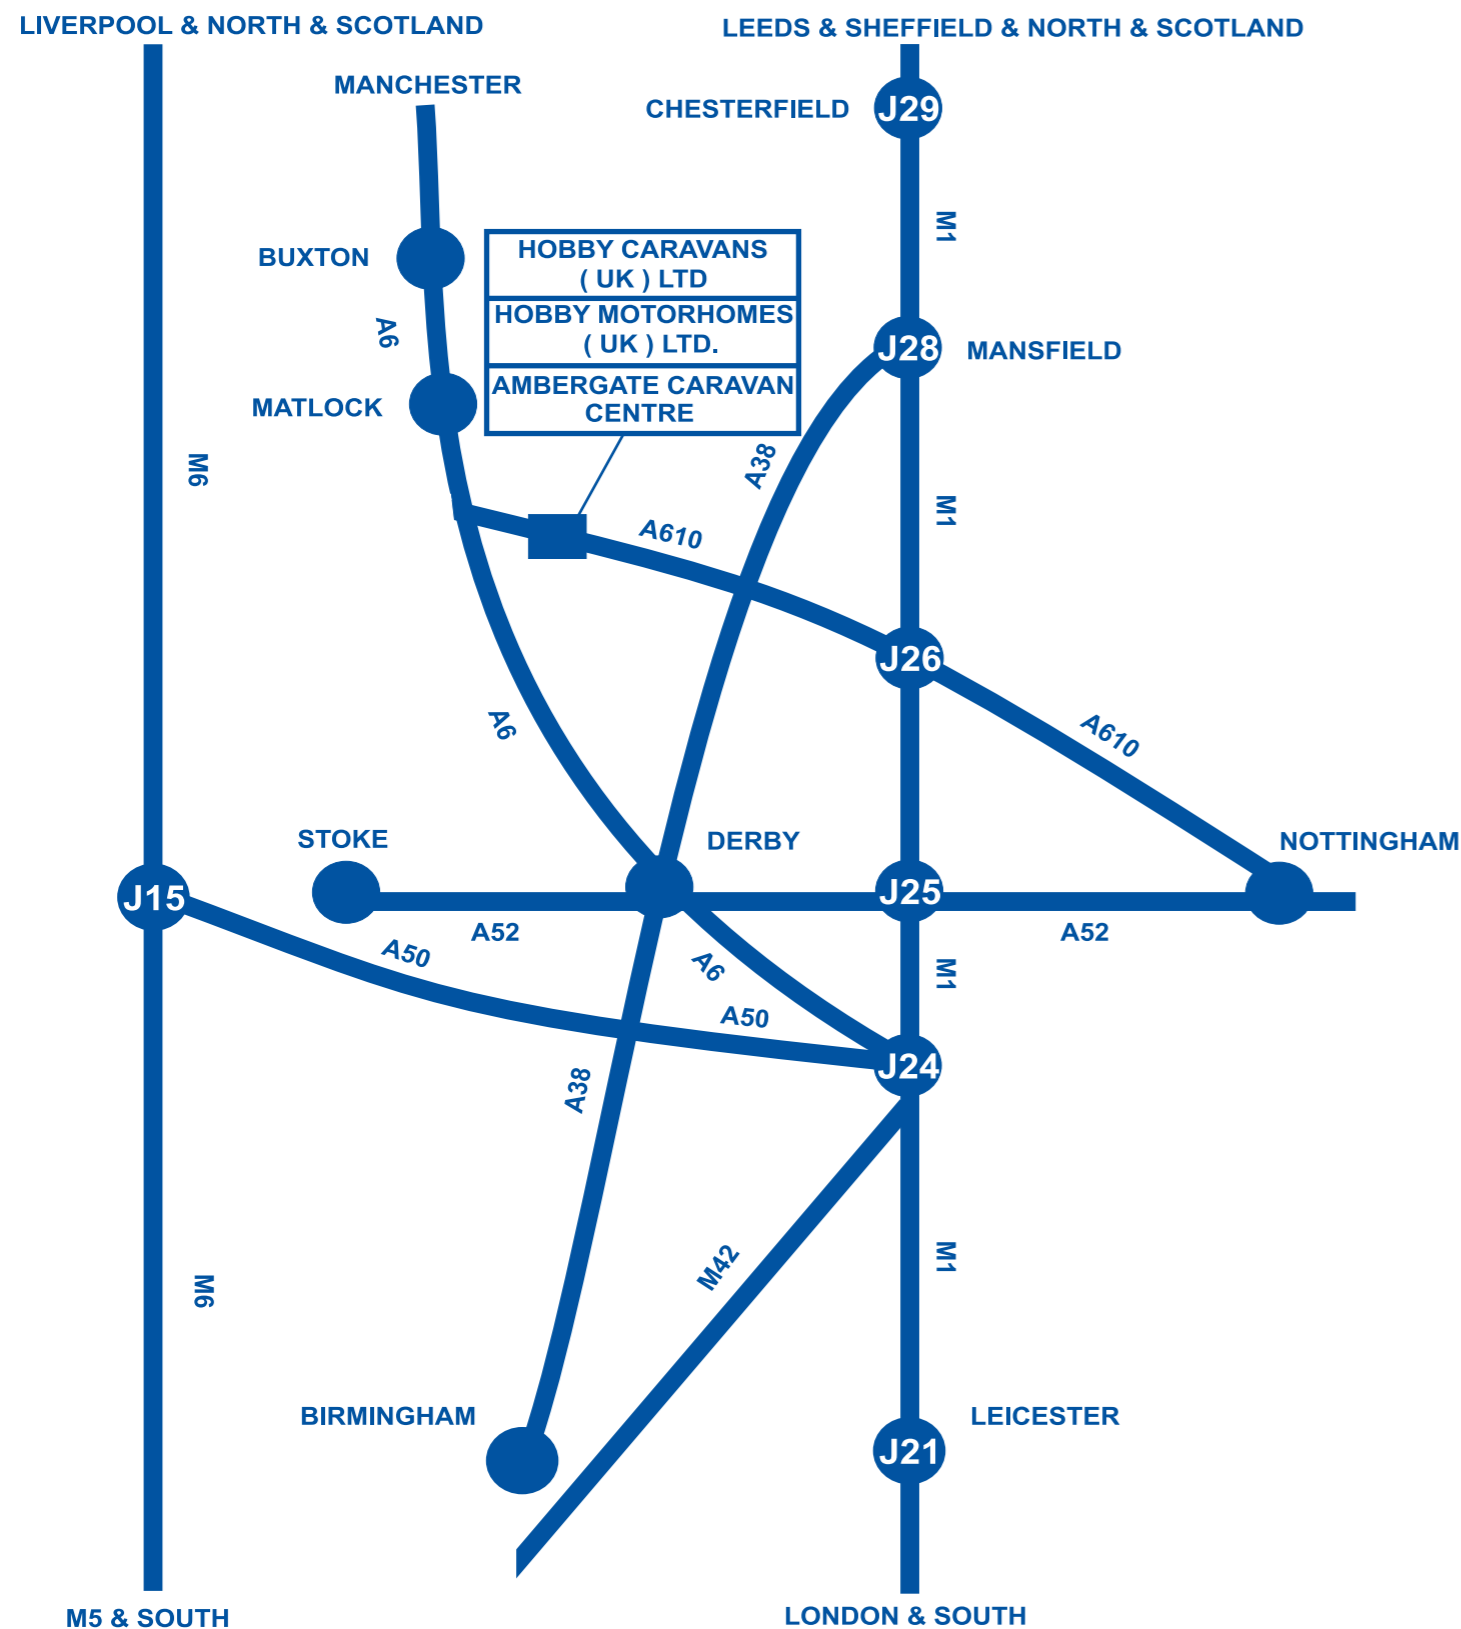 LIVERPOOL & NORTH & SCOTLAND
LEEDS & SHEFFIELD & NORTH & SCOTLAND
MANCHESTER
CHESTERFIELD
J29
M1
BUXTON
HOBBY CARAVANS
( UK ) LTD
HOBBY MOTORHOMES
( UK ) LTD.
AMBERGATE CARAVAN
CENTRE
A6
J28
MANSFIELD
MATLOCK
M6
A38
M1
A610
J26
A6
A610
STOKE
DERBY
NOTTINGHAM
J15
J25
A52
A52
A50
A6
M1
A50
J24
A38
M42
M1
M6
BIRMINGHAM
LEICESTER
J21
M5 & SOUTH
LONDON & SOUTH